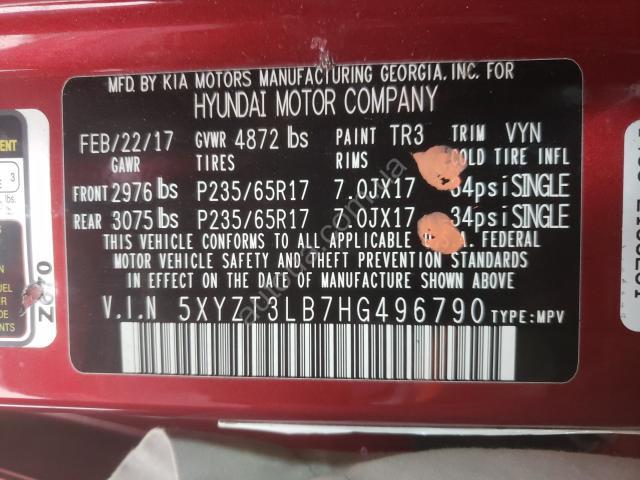 MFD. BY KIA MOTORS MANUFACTURING GEORGIA, INC. FOR
HYUNDAI MOTOR COMPANY
FEB/22/17 GVWR 4872 lbs PAINT TR3 TRIM VYN
GAWR TIRES RIMS COLD TIRE INFL
FRONT 2976 lbs P235/65R17 7.0JX17 34psi SINGLE
REAR 3075 lbs P235/65R17 .0JX17 34psi SINGLE
THIS VEHICLE CONFORMS TO ALL U.S.A. FEDERAL
MOTOR VEHICLE SAFETY AND THEFT PREVENTION
STANDARDS IN EFFECT ON THE DATE OF MANUFACTURE SHOWN ABOVE.
V.I.N 5XYZT3LB7HG496790 TYPE:MPV
3